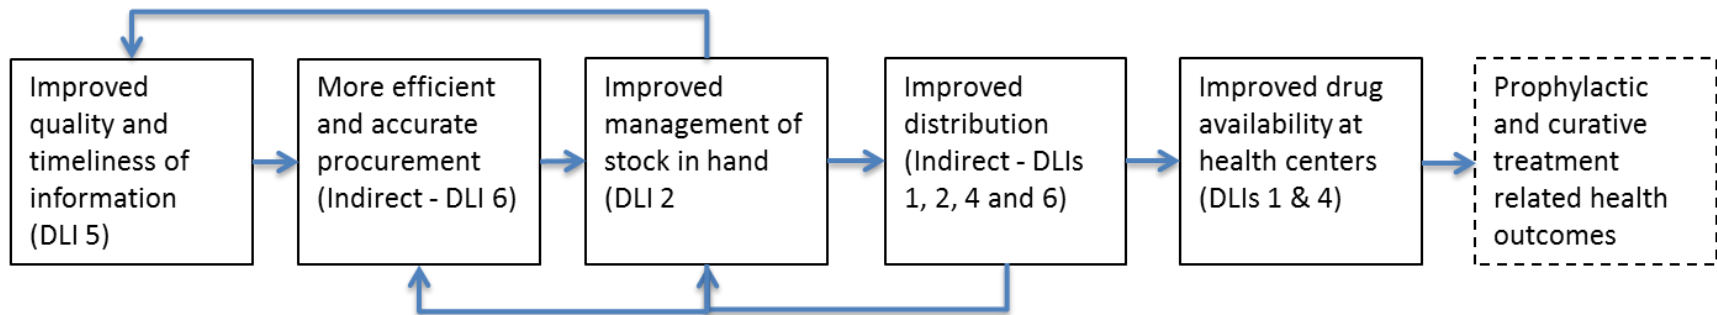 Improved
quality and
timeliness of
information
(DLI 5)
More efficient
and accurate
procurement
(Indirect - DLI 6)
Improved
management of
stock in hand
(DLI 2
Improved
distribution
(Indirect - DLIs
1, 2, 4 and 6)
Improved drug
availability at
health centers
(DLIs 1 & 4)
Prophylactic
and curative
treatment
related health
outcomes